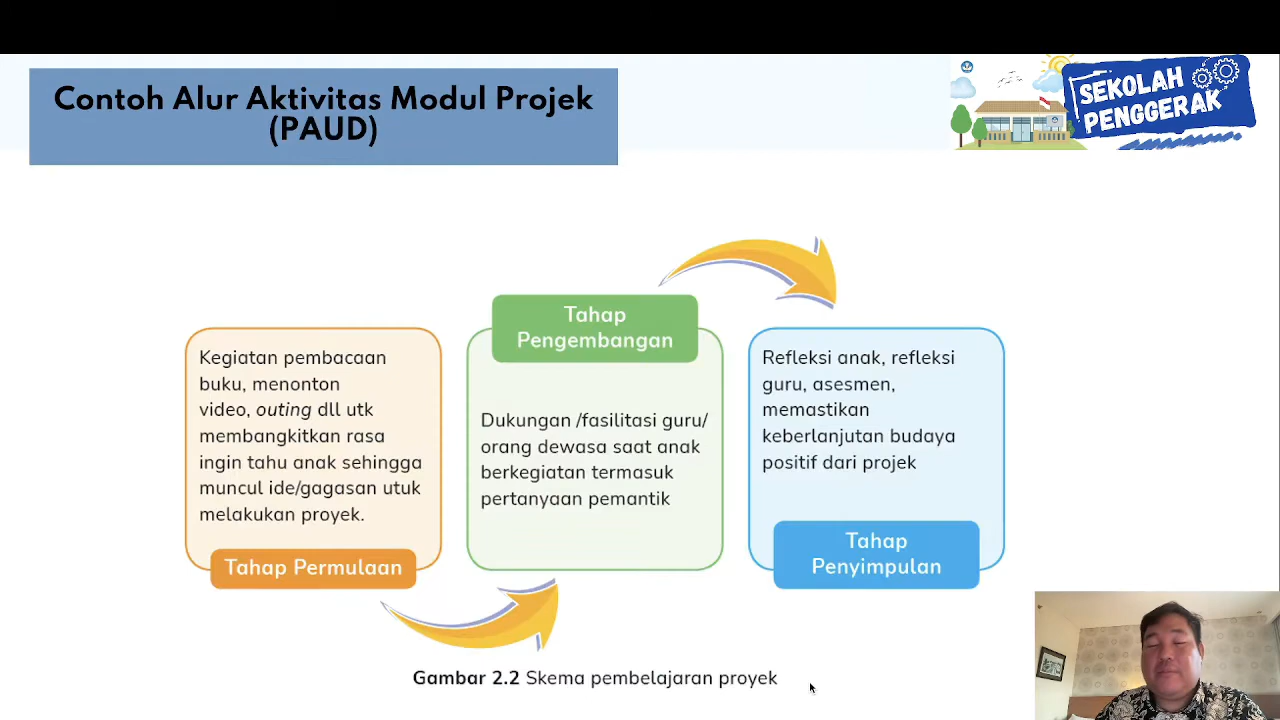 Contoh Alur Aktivitas Modul Projek
(PAUD)
SEKOLAH
PENGGERAK
Kegiatan pembacaan
buku, menonton
video, outing dll utk
membangkitkan rasa
ingin tahu anak sehingga
muncul ide/gagasan utuk
melakukan proyek.
Tahap Permulaan
Tahap
Pengembangan
Dukungan /fasilitasi guru/
orang dewasa saat anak
berkegiatan termasuk
pertanyaan pemantik
Refleksi anak, refleksi
guru, asesmen,
memastikan
keberlanjutan budaya
positif dari projek
Tahap
Penyimpulan
Gambar 2.2 Skema pembelajaran proyek